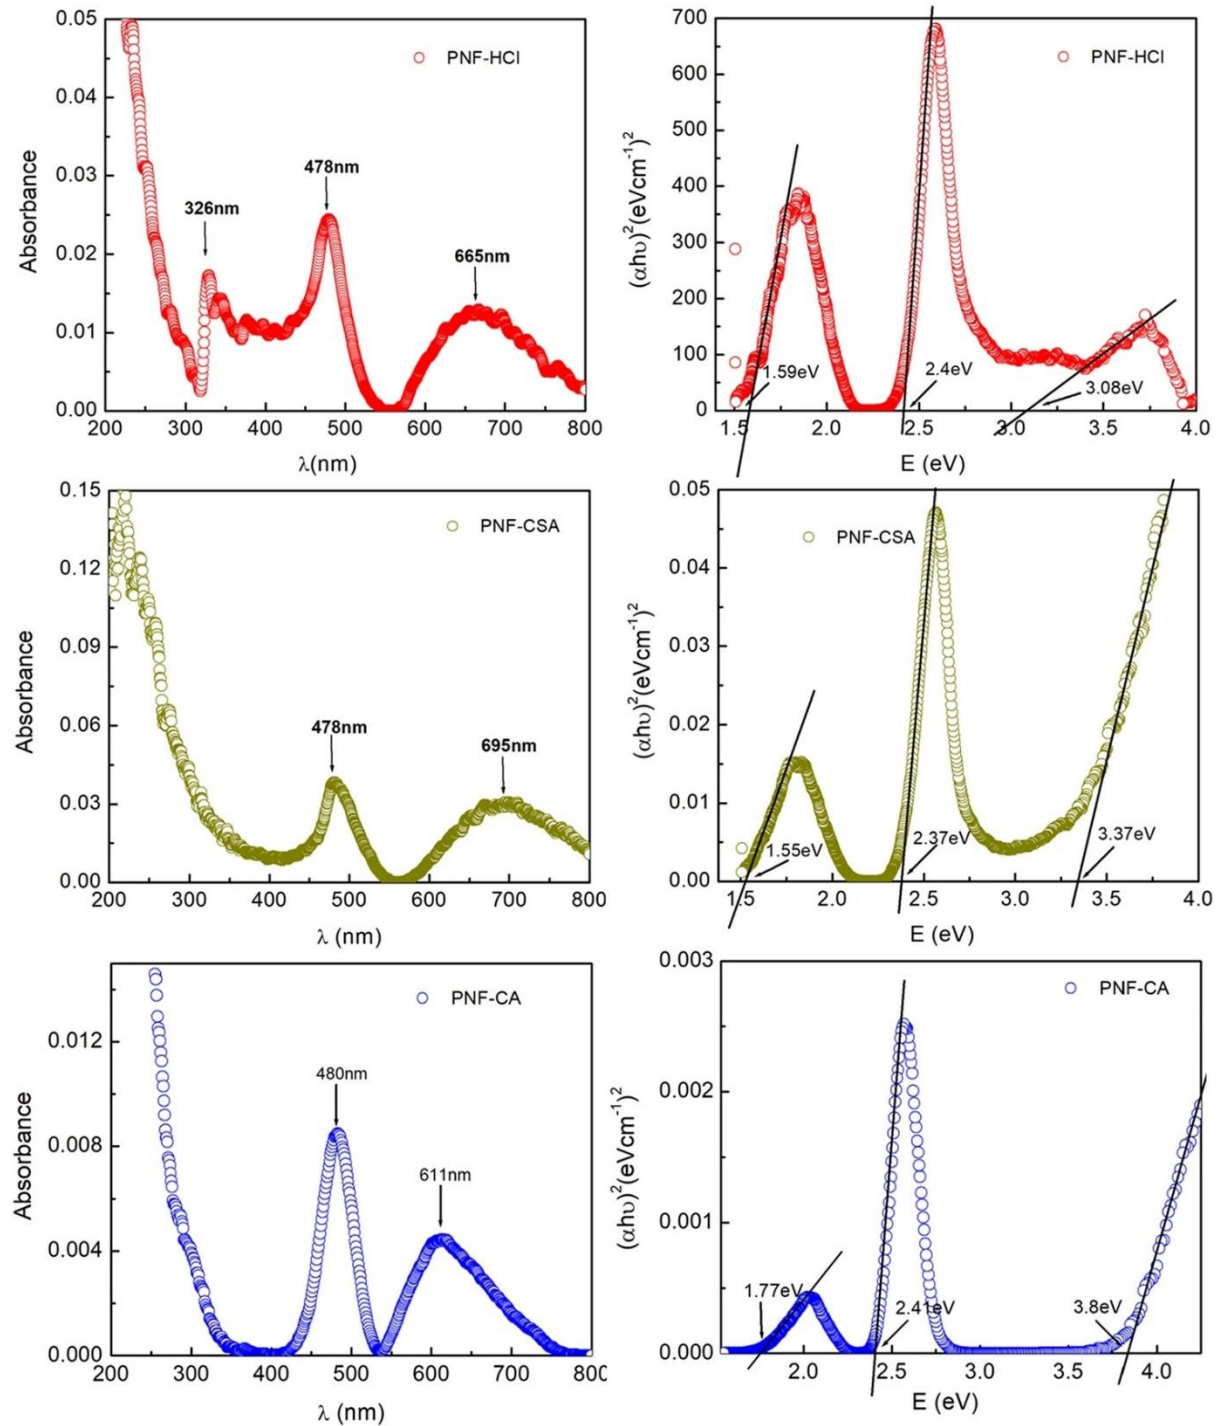 0.05
0.04
0.03
0.02
0.01
0.00
Absorbance
PNF-HCl
326nm
478nm
665nm
200 300 400 500 600 700 800
λ(nm)
700
600
500
400
300
200
100
0
(αhυ)²(eVcm⁻¹)²
PNF-HCl
1.59eV
2.4eV
3.08eV
1.5 2.0 2.5 3.0 3.5 4.0
E (eV)
0.15
0.12
0.09
0.06
0.03
0.00
Absorbance
PNF-CSA
478nm
695nm
200 300 400 500 600 700 800
λ (nm)
0.05
0.04
0.03
0.02
0.01
0.00
(αhυ)²(eVcm⁻¹)²
PNF-CSA
1.55eV
2.37eV
3.37eV
1.5 2.0 2.5 3.0 3.5 4.0
E (eV)
0.012
0.008
0.004
0.000
Absorbance
PNF-CA
480nm
611nm
200 300 400 500 600 700 800
λ (nm)
0.003
0.002
0.001
0.000
(αhυ)²(eVcm⁻¹)²
PNF-CA
1.77eV
2.41eV
3.8eV
2.0 2.5 3.0 3.5 4.0
E (eV)